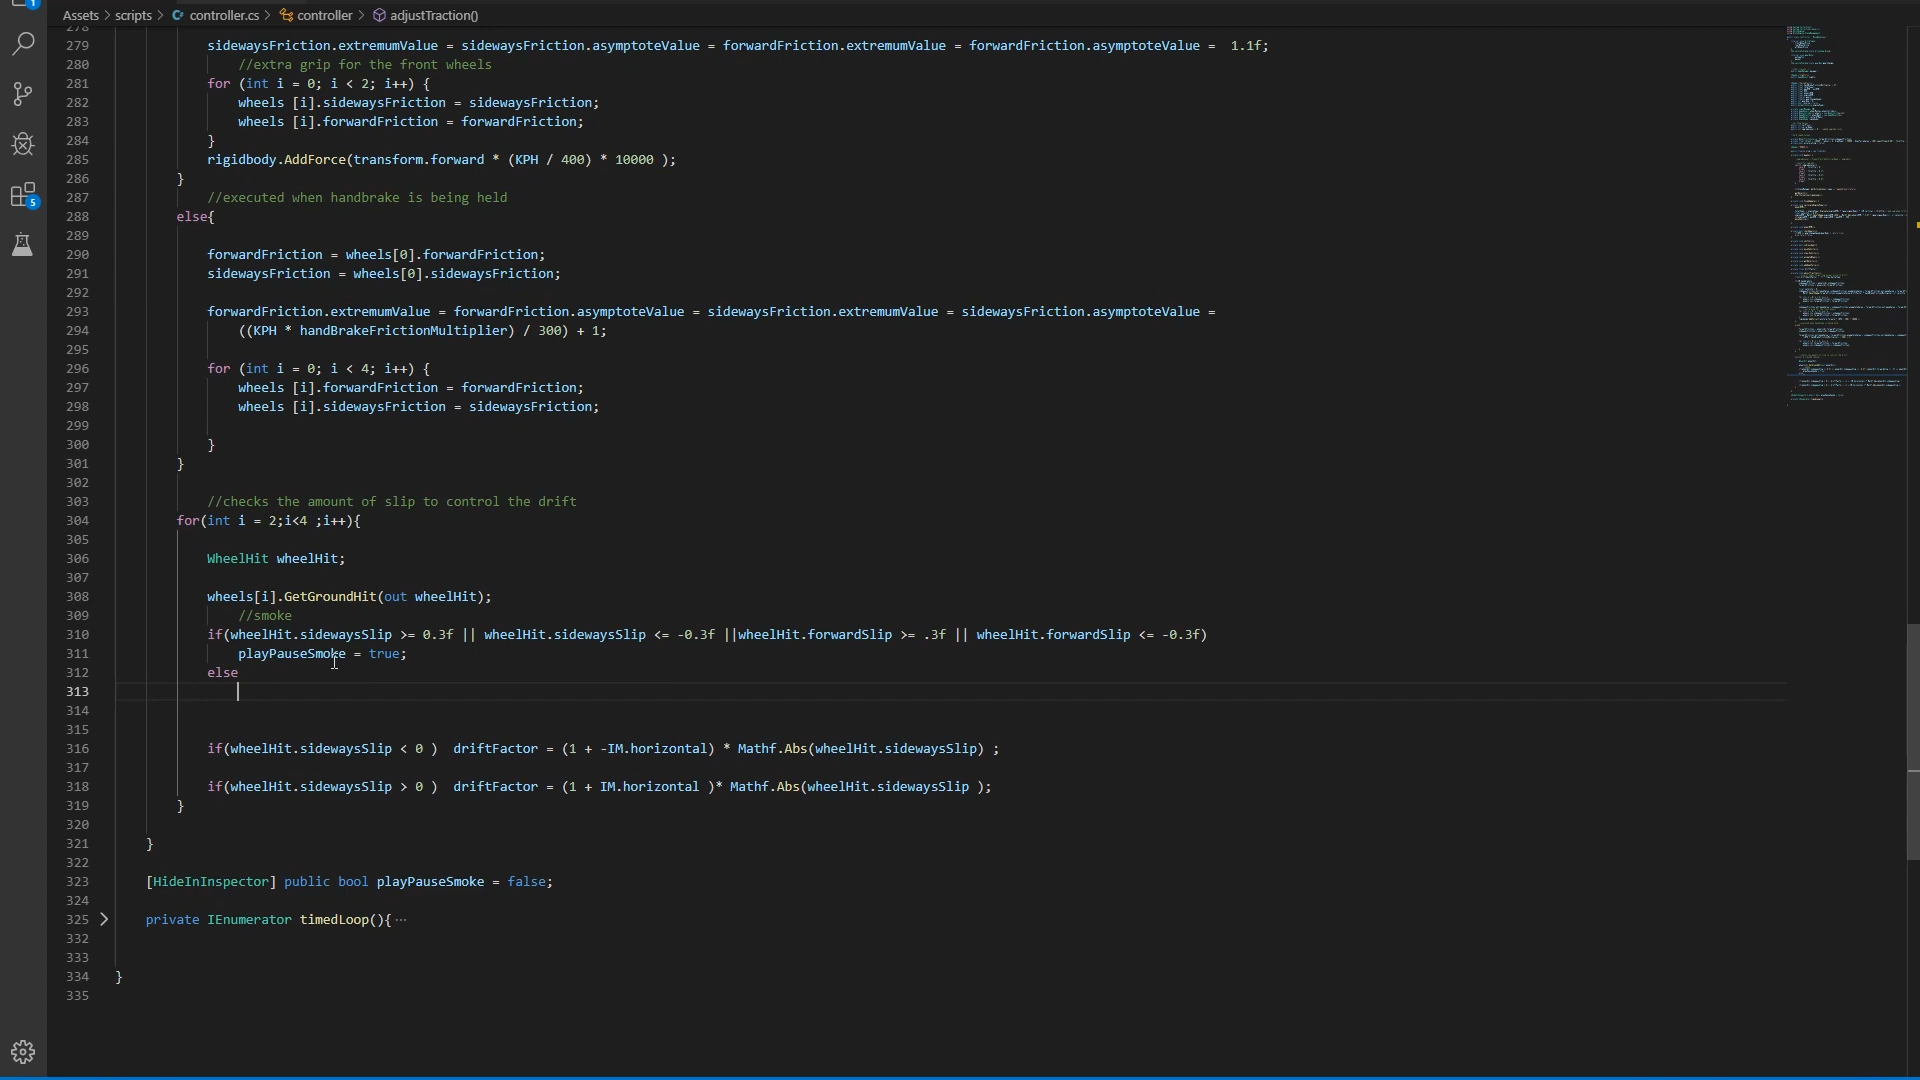 1
Assets > scripts > controller.cs > controller > adjustTraction()
278
279 sidewaysFriction.extremumValue = sidewaysFriction.asymptoteValue = forwardFriction.extremumValue = forwardFriction.asymptoteValue =  1.1f;
280 //extra grip for the front wheels
281 for (int i = 0; i < 2; i++) {
282 wheels [i].sidewaysFriction = sidewaysFriction;
283 wheels [i].forwardFriction = forwardFriction;
284 }
285 rigidbody.AddForce(transform.forward * (KPH / 400) * 10000 );
286 }
287 //executed when handbrake is being held
288 else{
289
290 forwardFriction = wheels[0].forwardFriction;
291 sidewaysFriction = wheels[0].sidewaysFriction;
292
293 forwardFriction.extremumValue = forwardFriction.asymptoteValue = sidewaysFriction.extremumValue = sidewaysFriction.asymptoteValue =
294 ((KPH * handBrakeFrictionMultiplier) / 300) + 1;
295
296 for (int i = 0; i < 4; i++) {
297 wheels [i].forwardFriction = forwardFriction;
298 wheels [i].sidewaysFriction = sidewaysFriction;
299
300 }
301 }
302
303 //checks the amount of slip to control the drift
304 for(int i = 2;i<4 ;i++){
305
306 WheelHit wheelHit;
307
308 wheels[i].GetGroundHit(out wheelHit);
309 //smoke
310 if(wheelHit.sidewaysSlip >= 0.3f || wheelHit.sidewaysSlip <= -0.3f ||wheelHit.forwardSlip >= .3f || wheelHit.forwardSlip <= -0.3f)
311 playPauseSmoke = true;
312 else
313
314
315
316 if(wheelHit.sidewaysSlip < 0 )  driftFactor = (1 + -IM.horizontal) * Mathf.Abs(wheelHit.sidewaysSlip) ;
317
318 if(wheelHit.sidewaysSlip > 0 )  driftFactor = (1 + IM.horizontal )* Mathf.Abs(wheelHit.sidewaysSlip );
319 }
320
321 }
322
323 [HideInInspector] public bool playPauseSmoke = false;
324
325 private IEnumerator timedLoop(){ ···
332
333
334 }
335
5